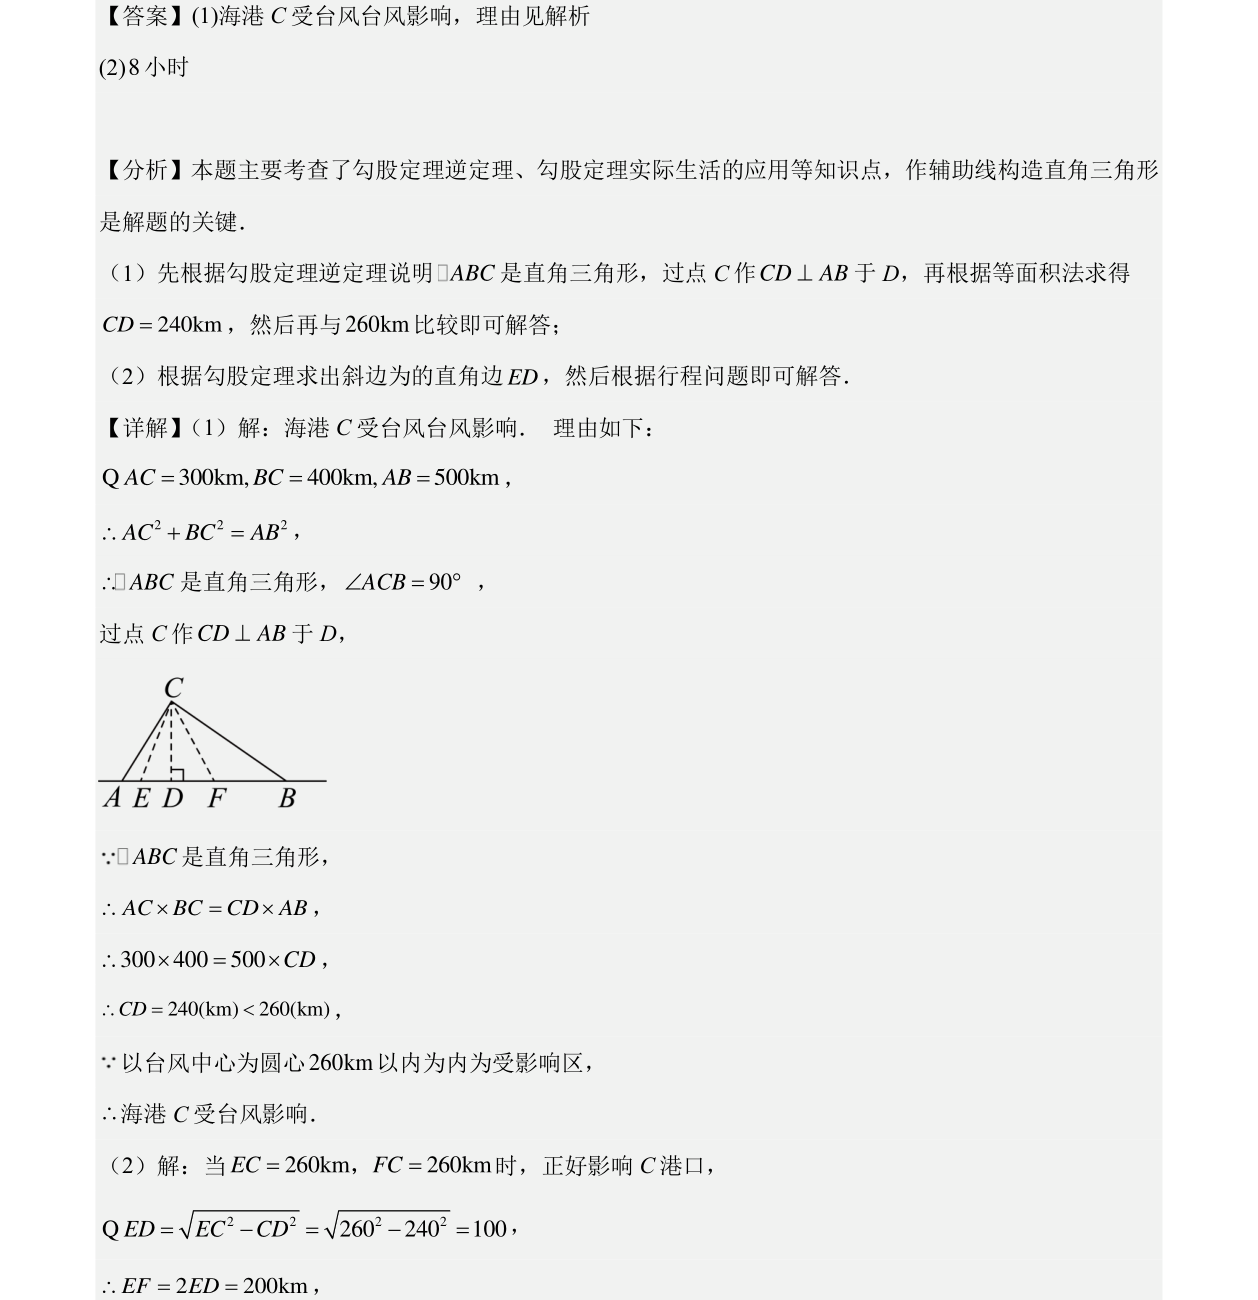 【答案】(1)海港 C 受台风台风影响，理由见解析
(2)8 小时
【分析】本题主要考查了勾股定理逆定理、勾股定理实际生活的应用等知识点，作辅助线构造直角三角形
是解题的关键．
（1）先根据勾股定理逆定理说明□ABC 是直角三角形，过点 C 作 CD ⊥ AB 于 D，再根据等面积法求得
CD = 240km，然后再与 260km 比较即可解答；
（2）根据勾股定理求出斜边为的直角边 ED，然后根据行程问题即可解答．
【详解】（1）解：海港 C 受台风台风影响． 理由如下：
Q AC = 300km, BC = 400km, AB = 500km，
∴ AC² + BC² = AB²，
∴□ABC 是直角三角形，∠ACB = 90° ，
过点 C 作 CD ⊥ AB 于 D，
C
A E D F B
∵□ABC 是直角三角形，
∴ AC × BC = CD × AB，
∴ 300 × 400 = 500 × CD，
∴ CD = 240(km) < 260(km)，
∵ 以台风中心为圆心 260km 以内为内为受影响区，
∴海港 C 受台风影响．
（2）解：当 EC = 260km，FC = 260km 时，正好影响 C 港口，
Q ED = √(EC² − CD²) = √(260² − 240²) = 100，
∴ EF = 2ED = 200km，